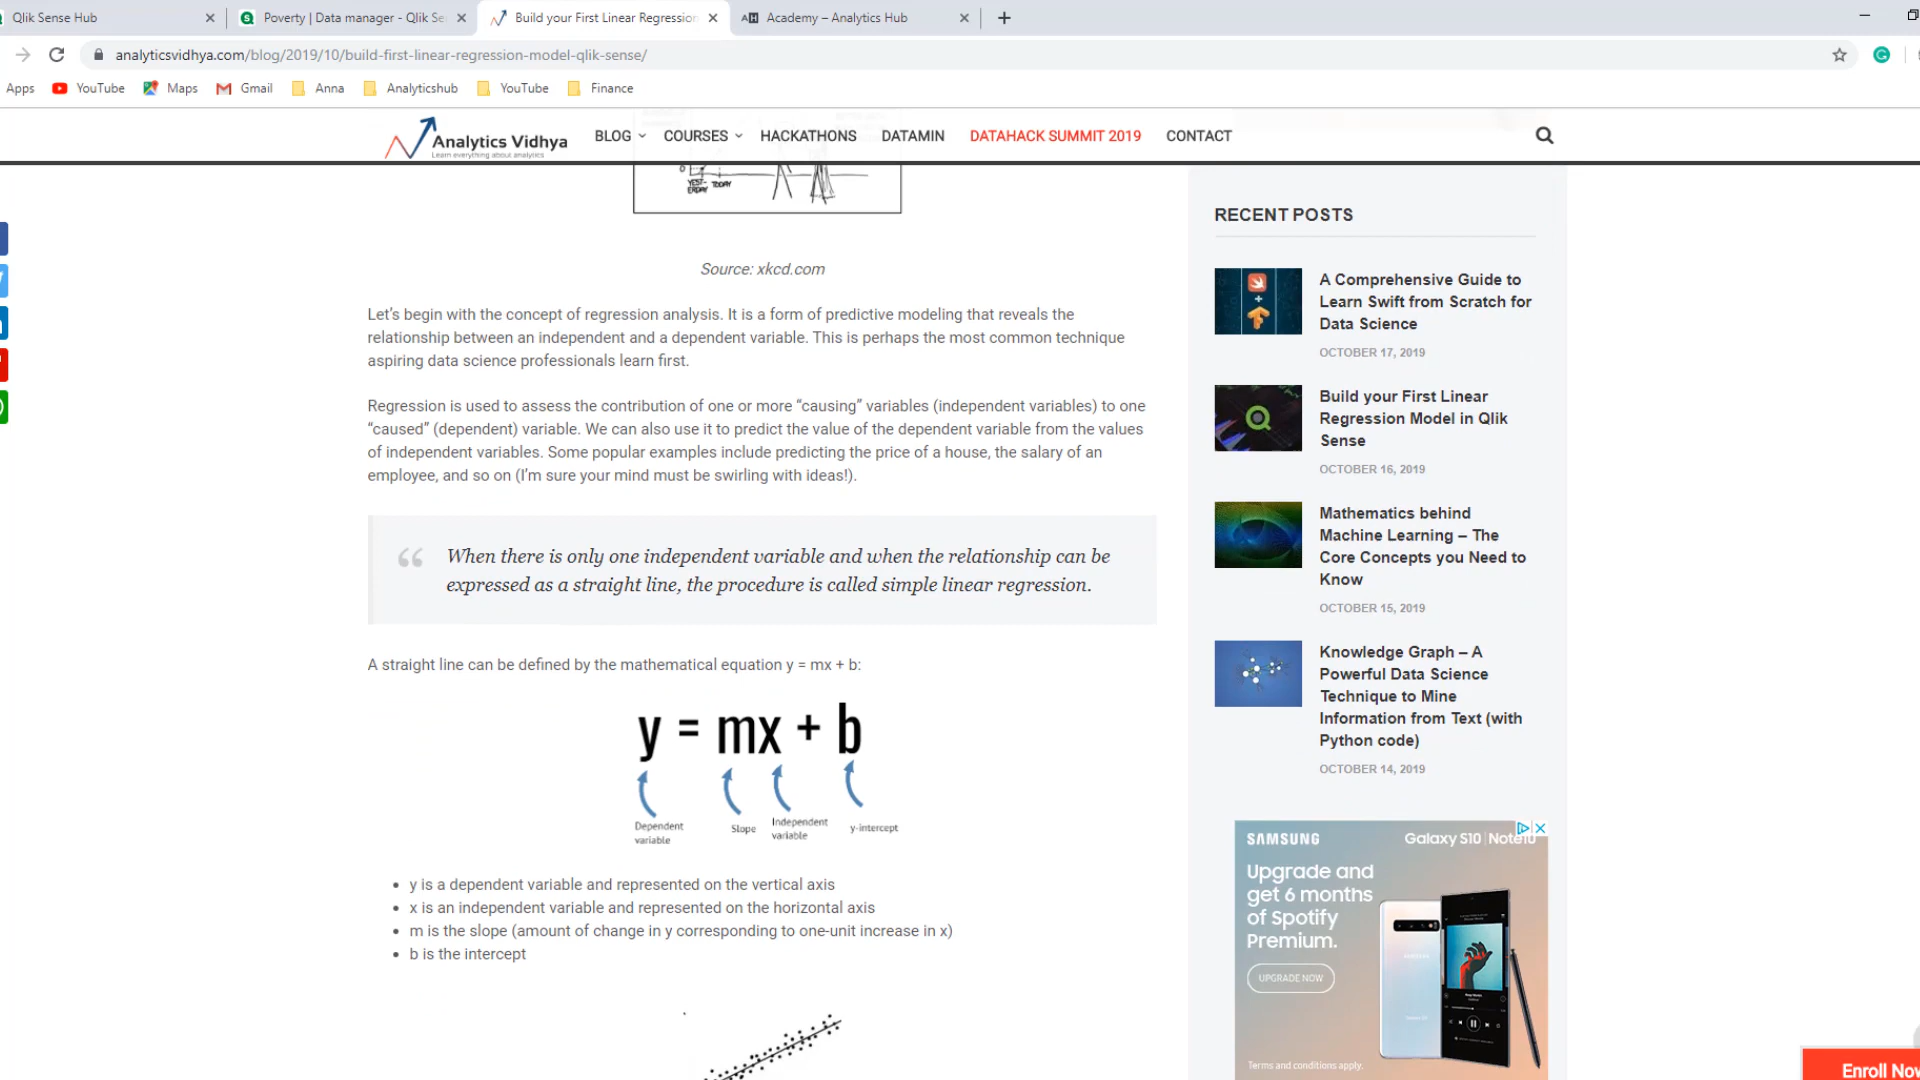 Qlik Sense Hub
Poverty | Data manager - Qlik Se
Build your First Linear Regression
Academy – Analytics Hub
analyticsvidhya.com/blog/2019/10/build-first-linear-regression-model-qlik-sense/
Apps
YouTube
Maps
Gmail
Anna
Analyticshub
YouTube
Finance
Analytics Vidhya
Learn everything about analytics
BLOG
COURSES
HACKATHONS
DATAMIN
DATAHACK SUMMIT 2019
CONTACT
0
YEST-
ERDAY
TODAY
Source: xkcd.com
Let's begin with the concept of regression analysis. It is a form of predictive modeling that reveals the
relationship between an independent and a dependent variable. This is perhaps the most common technique
aspiring data science professionals learn first.
Regression is used to assess the contribution of one or more “causing” variables (independent variables) to one
“caused” (dependent) variable. We can also use it to predict the value of the dependent variable from the values
of independent variables. Some popular examples include predicting the price of a house, the salary of an
employee, and so on (I'm sure your mind must be swirling with ideas!).
When there is only one independent variable and when the relationship can be
expressed as a straight line, the procedure is called simple linear regression.
A straight line can be defined by the mathematical equation y = mx + b:
y = mx + b
Dependent
variable
Slope
Independent
variable
y-intercept
• y is a dependent variable and represented on the vertical axis
• x is an independent variable and represented on the horizontal axis
• m is the slope (amount of change in y corresponding to one-unit increase in x)
• b is the intercept
RECENT POSTS
A Comprehensive Guide to
Learn Swift from Scratch for
Data Science
OCTOBER 17, 2019
Build your First Linear
Regression Model in Qlik
Sense
OCTOBER 16, 2019
Mathematics behind
Machine Learning – The
Core Concepts you Need to
Know
OCTOBER 15, 2019
Knowledge Graph – A
Powerful Data Science
Technique to Mine
Information from Text (with
Python code)
OCTOBER 14, 2019
SAMSUNG
Galaxy S10 | Note10
Upgrade and
get 6 months
of Spotify
Premium.
UPGRADE NOW
Terms and conditions apply.
Enroll Now